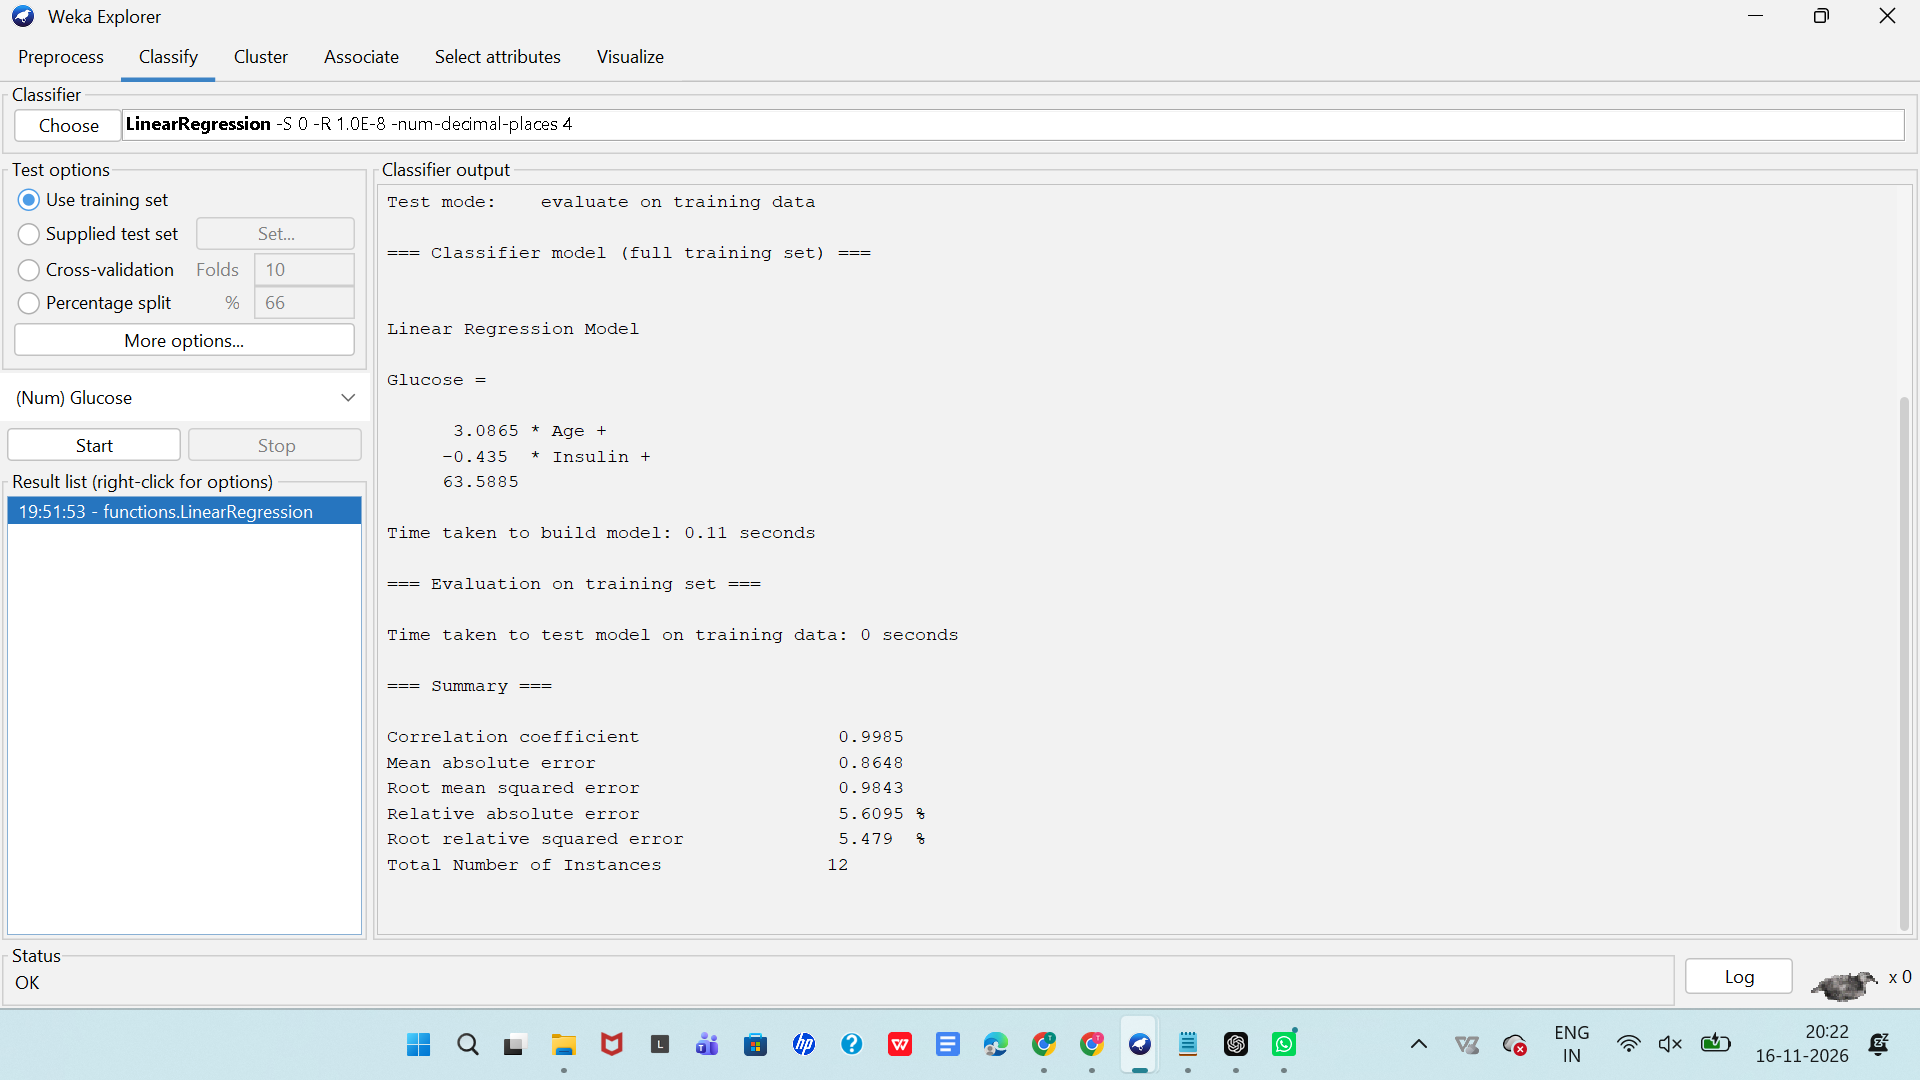 Weka Explorer
Preprocess Classify Cluster Associate Select attributes Visualize
Classifier
Choose LinearRegression -S 0 -R 1.0E-8 -num-decimal-places 4
Test options
Use training set
Supplied test set Set...
Cross-validation Folds 10
Percentage split % 66
More options...
(Num) Glucose
Start Stop
Result list (right-click for options)
19:51:53 - functions.LinearRegression
Classifier output
Test mode: evaluate on training data
=== Classifier model (full training set) ===
Linear Regression Model
Glucose =
3.0865 * Age +
-0.435 * Insulin +
63.5885
Time taken to build model: 0.11 seconds
=== Evaluation on training set ===
Time taken to test model on training data: 0 seconds
=== Summary ===
Correlation coefficient 0.9985
Mean absolute error 0.8648
Root mean squared error 0.9843
Relative absolute error 5.6095 %
Root relative squared error 5.479 %
Total Number of Instances 12
Status
OK
Log x 0
ENG
IN
20:22
16-11-2026